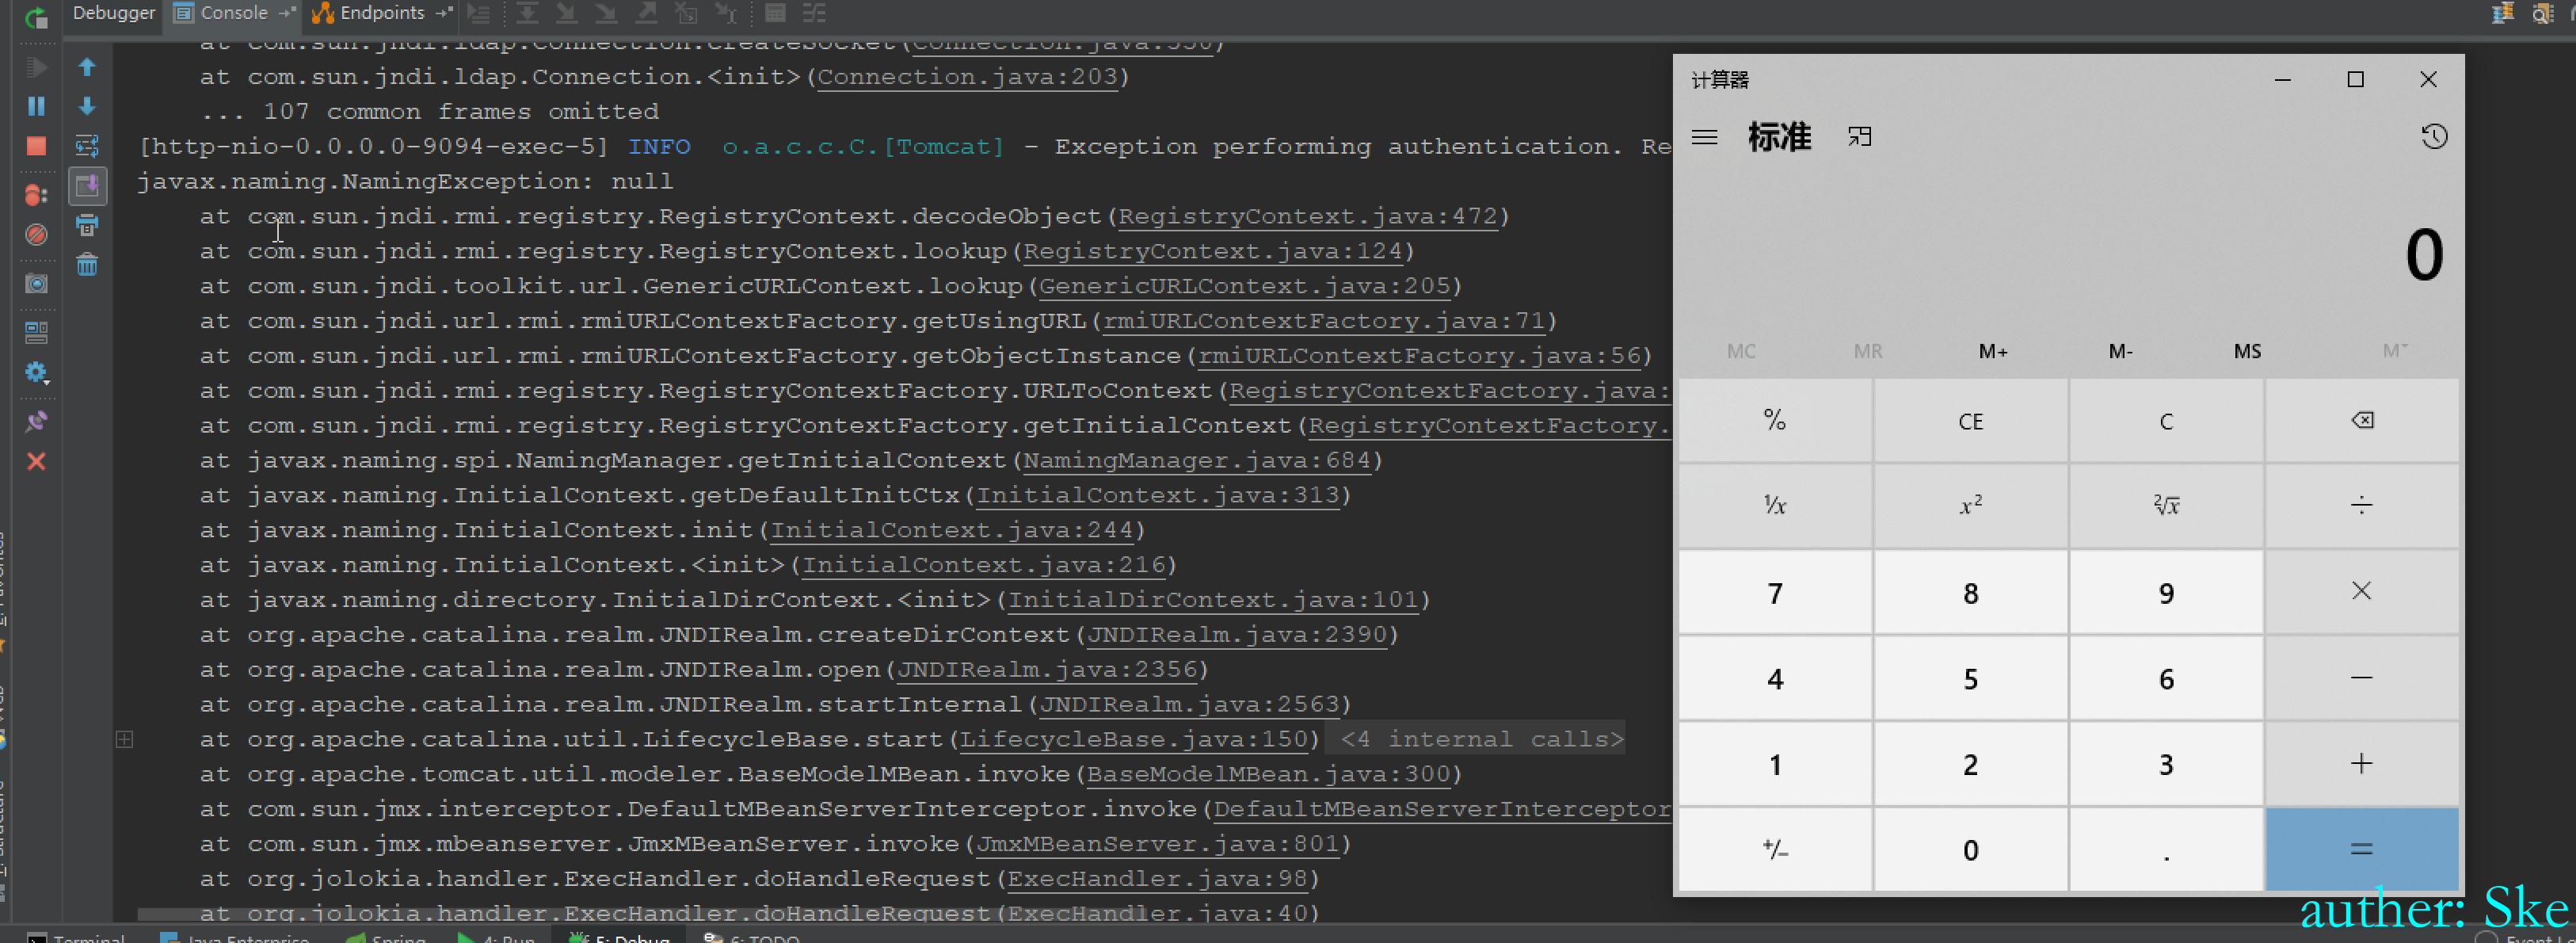 Debugger Console Endpoints
at com.sun.jndi.ldap.Connection.createSocket(Connection.java:350)
at com.sun.jndi.ldap.Connection.<init>(Connection.java:203)
... 107 common frames omitted
[http-nio-0.0.0.0-9094-exec-5] INFO  o.a.c.c.C.[Tomcat] - Exception performing authentication. Re
javax.naming.NamingException: null
at com.sun.jndi.rmi.registry.RegistryContext.decodeObject(RegistryContext.java:472)
at com.sun.jndi.rmi.registry.RegistryContext.lookup(RegistryContext.java:124)
at com.sun.jndi.toolkit.url.GenericURLContext.lookup(GenericURLContext.java:205)
at com.sun.jndi.url.rmi.rmiURLContextFactory.getUsingURL(rmiURLContextFactory.java:71)
at com.sun.jndi.url.rmi.rmiURLContextFactory.getObjectInstance(rmiURLContextFactory.java:56)
at com.sun.jndi.rmi.registry.RegistryContextFactory.URLToContext(RegistryContextFactory.java:
at com.sun.jndi.rmi.registry.RegistryContextFactory.getInitialContext(RegistryContextFactory.
at javax.naming.spi.NamingManager.getInitialContext(NamingManager.java:684)
at javax.naming.InitialContext.getDefaultInitCtx(InitialContext.java:313)
at javax.naming.InitialContext.init(InitialContext.java:244)
at javax.naming.InitialContext.<init>(InitialContext.java:216)
at javax.naming.directory.InitialDirContext.<init>(InitialDirContext.java:101)
at org.apache.catalina.realm.JNDIRealm.createDirContext(JNDIRealm.java:2390)
at org.apache.catalina.realm.JNDIRealm.open(JNDIRealm.java:2356)
at org.apache.catalina.realm.JNDIRealm.startInternal(JNDIRealm.java:2563)
at org.apache.catalina.util.LifecycleBase.start(LifecycleBase.java:150) <4 internal calls>
at org.apache.tomcat.util.modeler.BaseModelMBean.invoke(BaseModelMBean.java:300)
at com.sun.jmx.interceptor.DefaultMBeanServerInterceptor.invoke(DefaultMBeanServerInterceptor
at com.sun.jmx.mbeanserver.JmxMBeanServer.invoke(JmxMBeanServer.java:801)
at org.jolokia.handler.ExecHandler.doHandleRequest(ExecHandler.java:98)
at org.jolokia.handler.ExecHandler.doHandleRequest(ExecHandler.java:40)
Terminal Java Enterprise Spring 4: Run 5: Debug 6: TODO
计算器
标准
0
MC MR M+ M- MS M˅
% CE C
⅟x x² ²√x ÷
7 8 9 ×
4 5 6 −
1 2 3 +
+/− 0 . =
auther: Ske